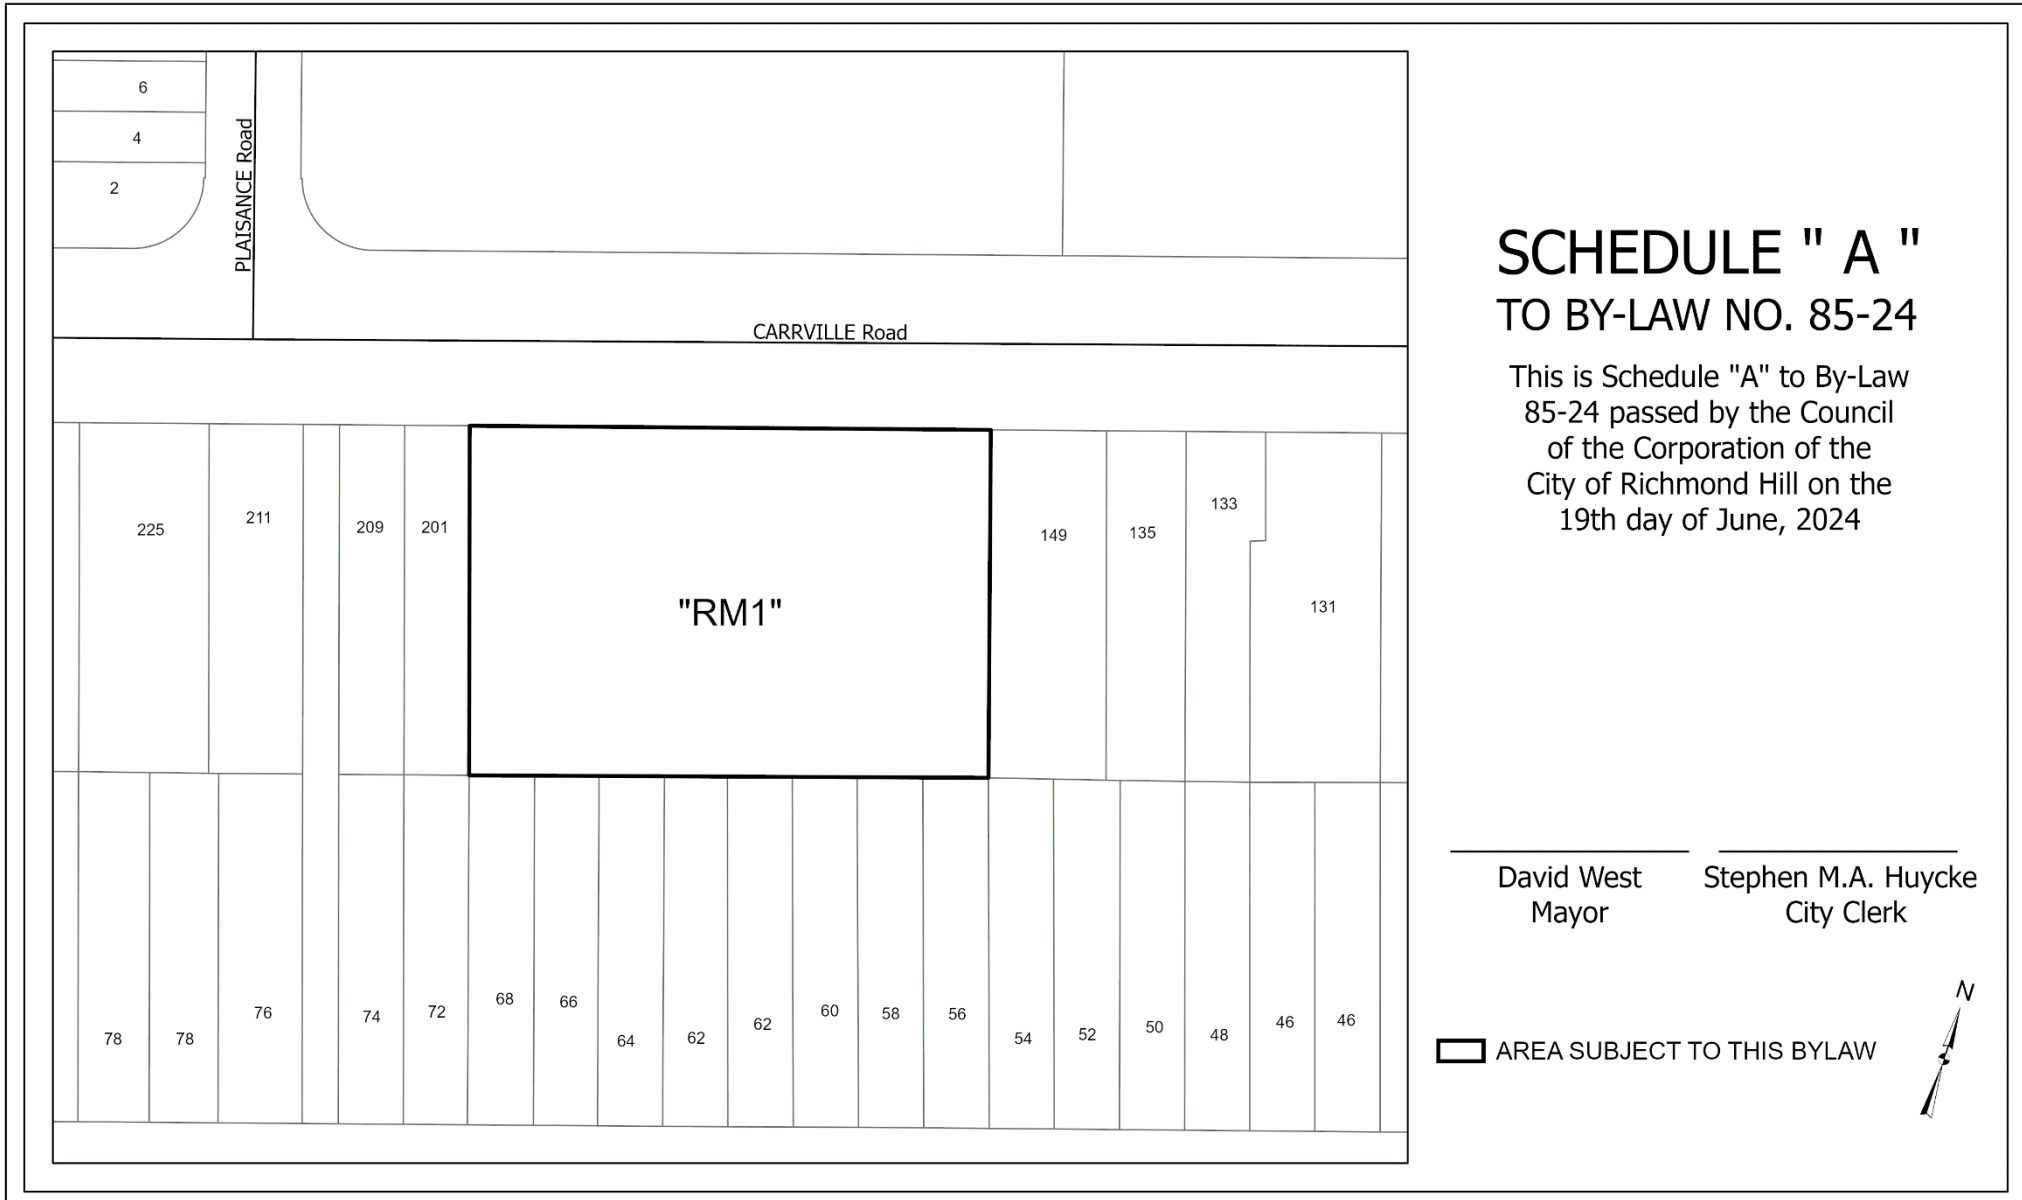 6
4
2
PLAISANCE Road
CARRVILLE Road
225
211
209
201
"RM1"
149
135
133
131
78
78
76
74
72
68
66
64
62
62
60
58
56
54
52
50
48
46
46
SCHEDULE " A "
TO BY-LAW NO. 85-24
This is Schedule "A" to By-Law
85-24 passed by the Council
of the Corporation of the
City of Richmond Hill on the
19th day of June, 2024
David West
Mayor
Stephen M.A. Huycke
City Clerk
N
AREA SUBJECT TO THIS BYLAW